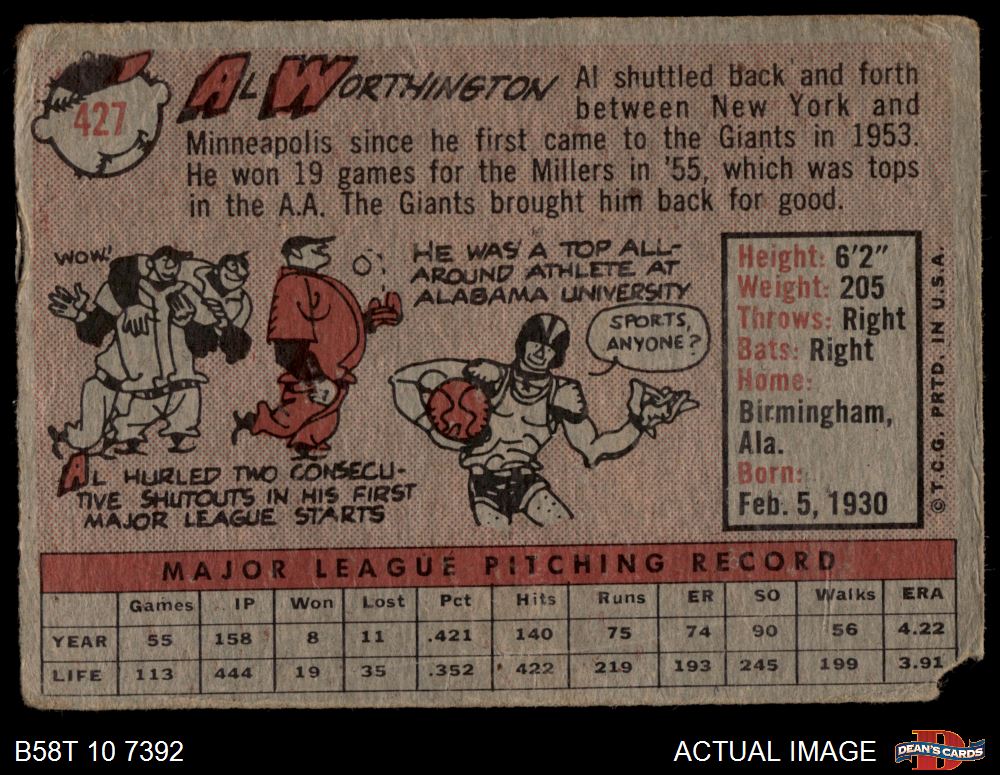 427
AL WORTHINGTON
Al shuttled back and forth
between New York and
Minneapolis since he first came to the Giants in 1953.
He won 19 games for the Millers in '55, which was tops
in the A.A. The Giants brought him back for good.
WOW!
AL HURLED TWO CONSECU-
TIVE SHUTOUTS IN HIS FIRST
MAJOR LEAGUE STARTS
HE WAS A TOP ALL-
AROUND ATHLETE AT
ALABAMA UNIVERSITY
SPORTS,
ANYONE?
Height: 6'2"
Weight: 205
Throws: Right
Bats: Right
Home:
Birmingham,
Ala.
Born:
Feb. 5, 1930
© T.C.G. PRTD. IN U.S.A.
MAJOR LEAGUE PITCHING RECORD
Games IP Won Lost Pct Hits Runs ER SO Walks ERA
YEAR 55 158 8 11 .421 140 75 74 90 56 4.22
LIFE 113 444 19 35 .352 422 219 193 245 199 3.91
B58T 10 7392
ACTUAL IMAGE
DEAN'S CARDS